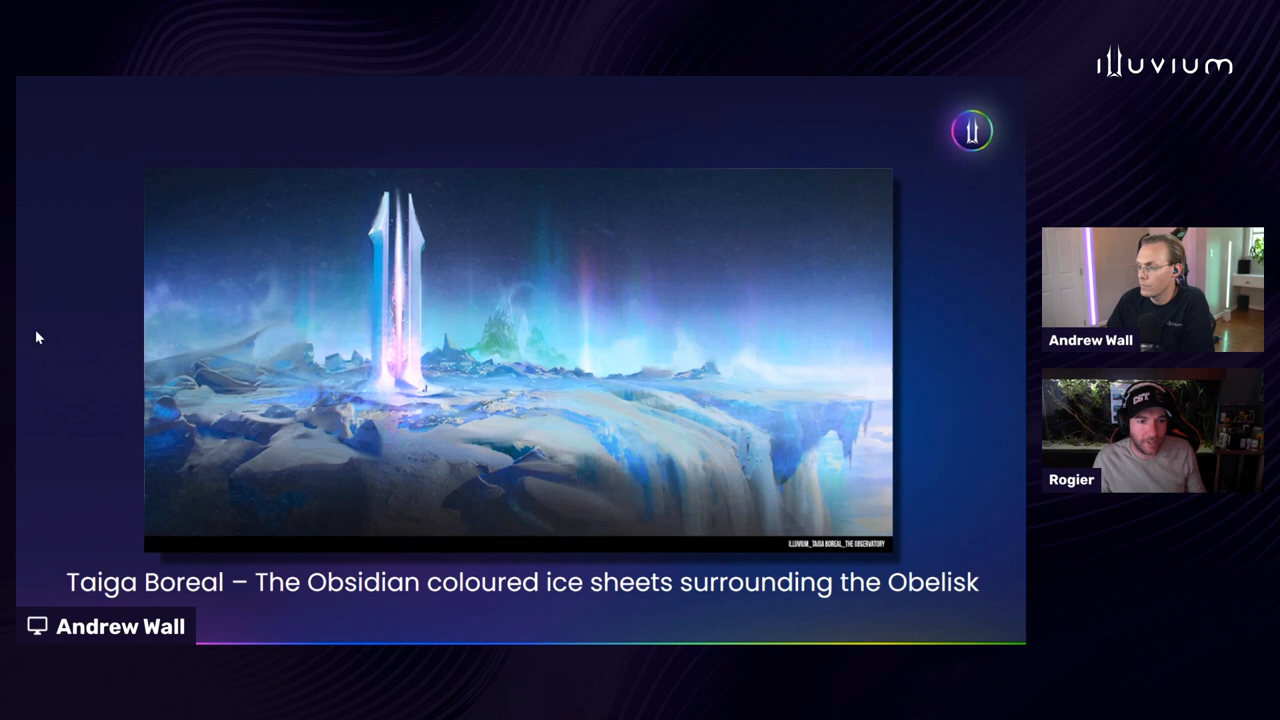 ILLUVIUM
ILLUVIUM_TAIGA BOREAL_THE OBSERVATORY
Taiga Boreal – The Obsidian coloured ice sheets surrounding the Obelisk
Andrew Wall
Andrew Wall
CST
Rogier